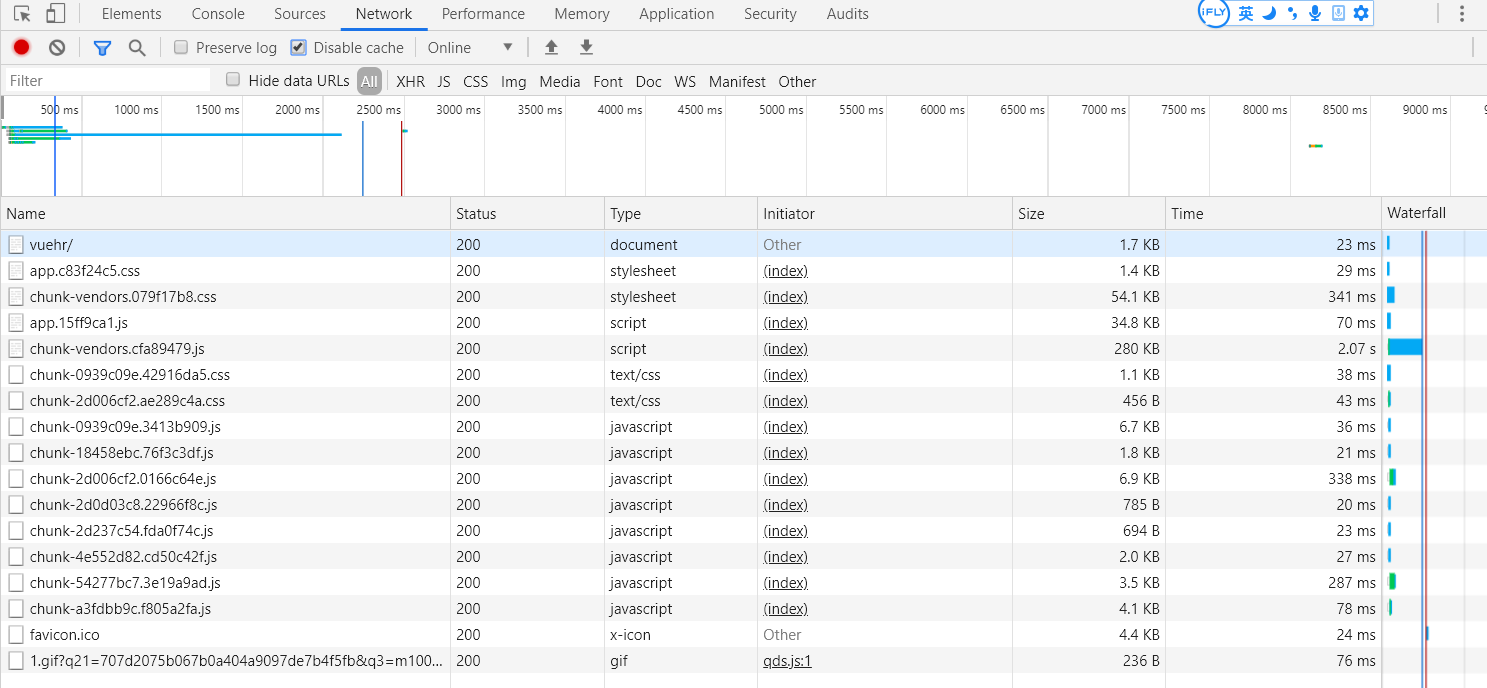 Elements Console Sources Network Performance Memory Application Security Audits iFLY 英
Preserve log Disable cache Online
Filter Hide data URLs All XHR JS CSS Img Media Font Doc WS Manifest Other
500 ms 1000 ms 1500 ms 2000 ms 2500 ms 3000 ms 3500 ms 4000 ms 4500 ms 5000 ms 5500 ms 6000 ms 6500 ms 7000 ms 7500 ms 8000 ms 8500 ms 9000 ms
Name Status Type Initiator Size Time Waterfall
vuehr/ 200 document Other 1.7 KB 23 ms
app.c83f24c5.css 200 stylesheet (index) 1.4 KB 29 ms
chunk-vendors.079f17b8.css 200 stylesheet (index) 54.1 KB 341 ms
app.15ff9ca1.js 200 script (index) 34.8 KB 70 ms
chunk-vendors.cfa89479.js 200 script (index) 280 KB 2.07 s
chunk-0939c09e.42916da5.css 200 text/css (index) 1.1 KB 38 ms
chunk-2d006cf2.ae289c4a.css 200 text/css (index) 456 B 43 ms
chunk-0939c09e.3413b909.js 200 javascript (index) 6.7 KB 36 ms
chunk-18458ebc.76f3c3df.js 200 javascript (index) 1.8 KB 21 ms
chunk-2d006cf2.0166c64e.js 200 javascript (index) 6.9 KB 338 ms
chunk-2d0d03c8.22966f8c.js 200 javascript (index) 785 B 20 ms
chunk-2d237c54.fda0f74c.js 200 javascript (index) 694 B 23 ms
chunk-4e552d82.cd50c42f.js 200 javascript (index) 2.0 KB 27 ms
chunk-54277bc7.3e19a9ad.js 200 javascript (index) 3.5 KB 287 ms
chunk-a3fdbb9c.f805a2fa.js 200 javascript (index) 4.1 KB 78 ms
favicon.ico 200 x-icon Other 4.4 KB 24 ms
1.gif?q21=707d2075b067b0a404a9097de7b4f5fb&q3=m100... 200 gif qds.js:1 236 B 76 ms